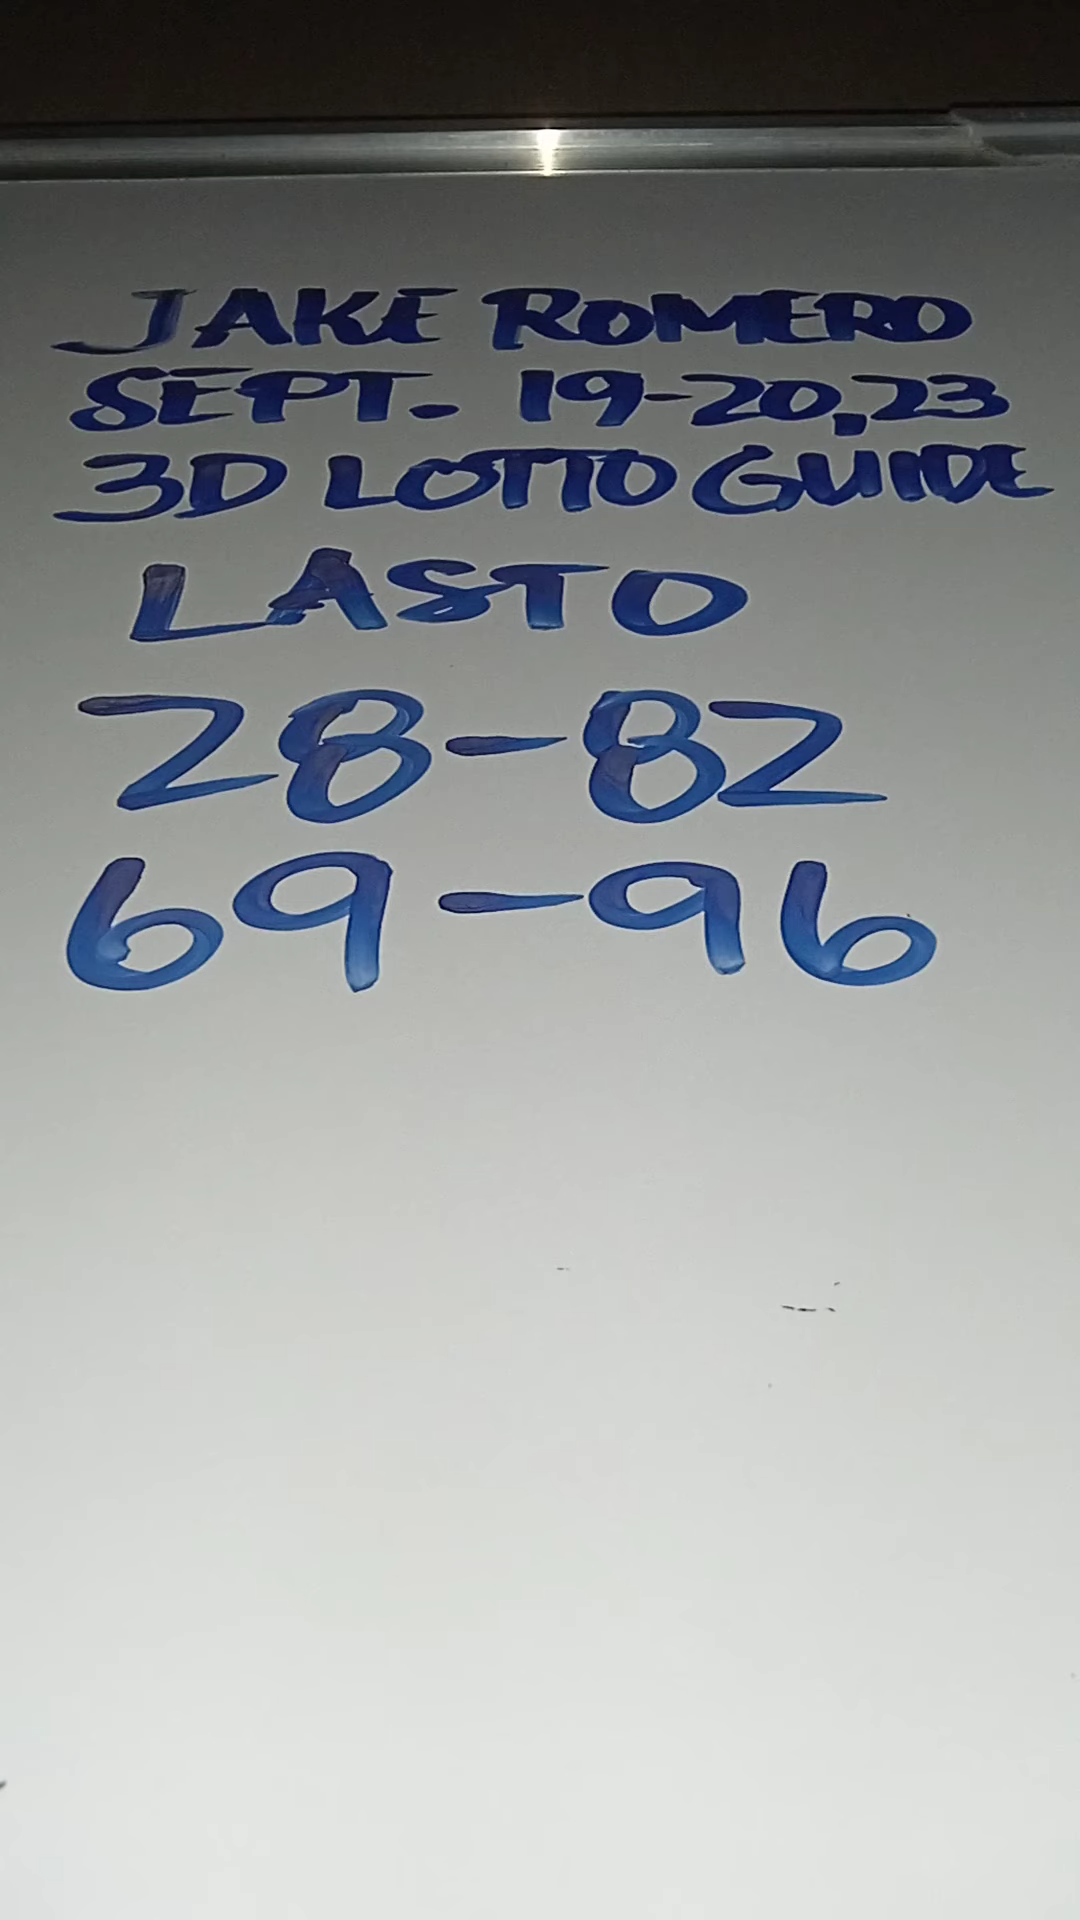 JAKE ROMERO
SEPT. 19-20,23
3D LOTTO GUIDE
LASTO
28-82
69-96